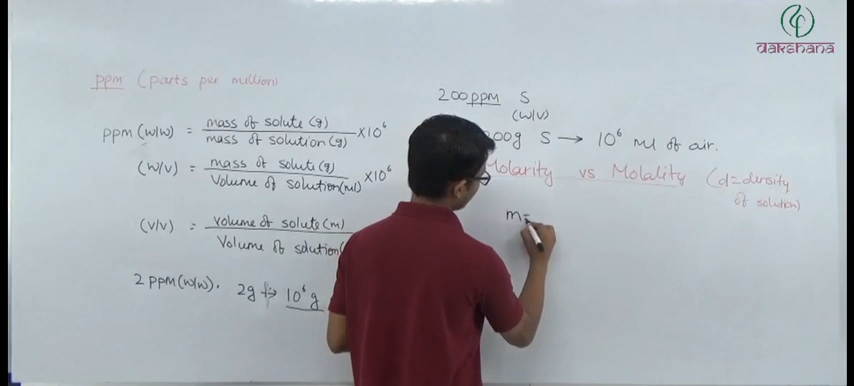 dakshana
ppm (parts per million)
ppm (w/w) = mass of solute (g) / mass of solution (g) × 10⁶
(w/v) = mass of solute (g) / Volume of solution (ml) × 10⁶
(v/v) = volume of solute (m) / Volume of solution(
2 ppm (w/w). 2g → 10⁶ g
200 ppm S
(w/v)
00g S → 10⁶ ml of air.
Molarity vs Molality (d=density
of solution)
m=